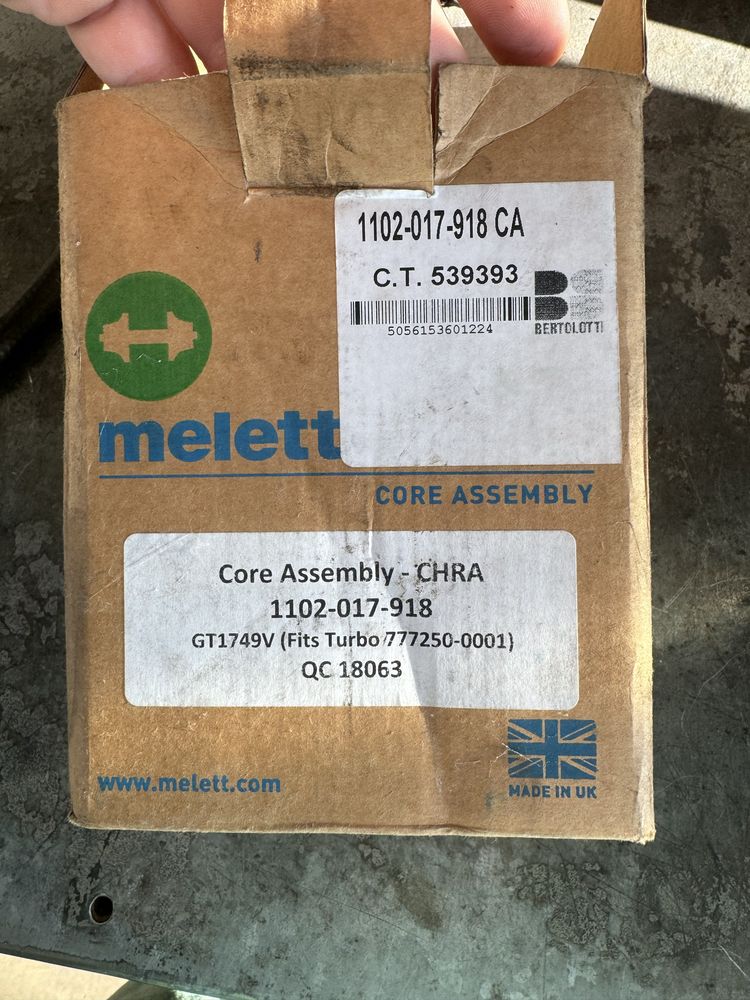 1102-017-918 CA
C.T. 539393
5056153601224
BERTOLOTTI
melett
CORE ASSEMBLY
Core Assembly - CHRA
1102-017-918
GT1749V (Fits Turbo 777250-0001)
QC 18063
www.melett.com
MADE IN UK